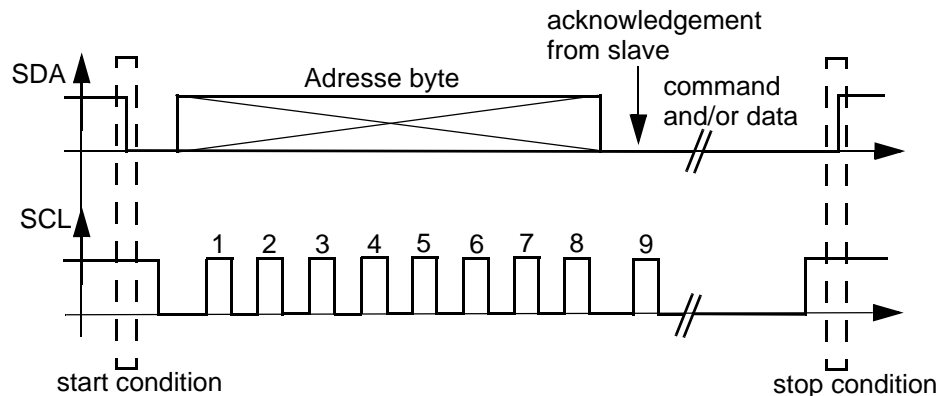 acknowledgement
from slave
SDA
Adresse byte
command
and/or data
SCL
1 2 3 4 5 6 7 8 9
start condition
stop condition